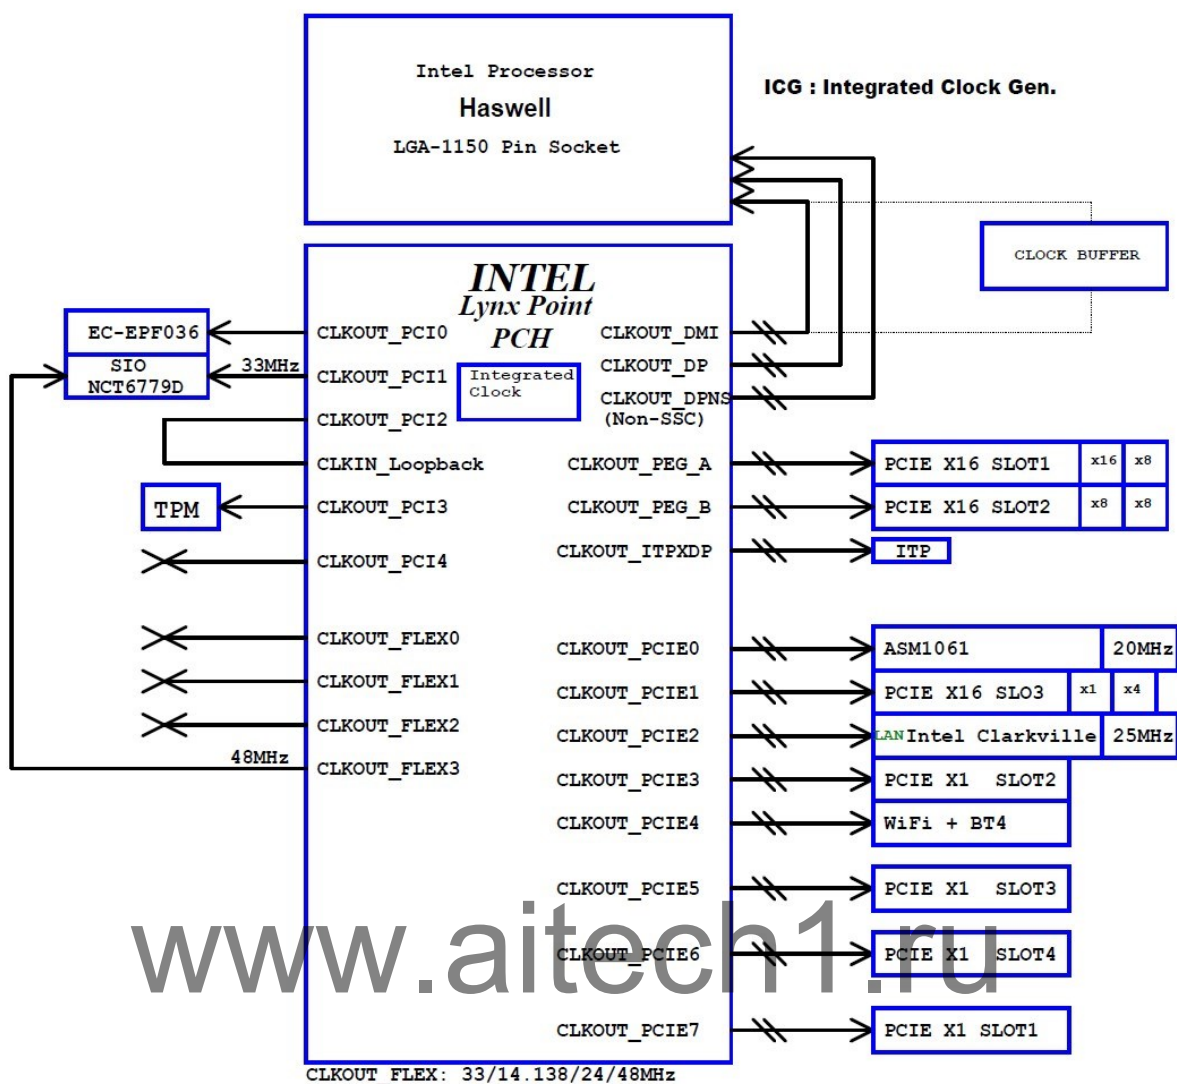 Intel Processor
Haswell
LGA-1150 Pin Socket
ICG : Integrated Clock Gen.
CLOCK BUFFER
INTEL
Lynx Point
PCH
Integrated
Clock
EC-EPF036
SIO
NCT6779D
33MHz
TPM
48MHz
CLKOUT_PCI0
CLKOUT_PCI1
CLKOUT_PCI2
CLKIN_Loopback
CLKOUT_PCI3
CLKOUT_PCI4
CLKOUT_FLEX0
CLKOUT_FLEX1
CLKOUT_FLEX2
CLKOUT_FLEX3
CLKOUT_DMI
CLKOUT_DP
CLKOUT_DPNS
(Non-SSC)
CLKOUT_PEG_A
PCIE X16 SLOT1 x16 x8
CLKOUT_PEG_B
PCIE X16 SLOT2 x8 x8
CLKOUT_ITPXDP
ITP
CLKOUT_PCIE0
ASM1061 20MHz
CLKOUT_PCIE1
PCIE X16 SLO3 x1 x4
CLKOUT_PCIE2
LAN Intel Clarkville 25MHz
CLKOUT_PCIE3
PCIE X1 SLOT2
CLKOUT_PCIE4
WiFi + BT4
CLKOUT_PCIE5
PCIE X1 SLOT3
CLKOUT_PCIE6
PCIE X1 SLOT4
CLKOUT_PCIE7
PCIE X1 SLOT1
www.aitech1.ru
CLKOUT_FLEX: 33/14.138/24/48MHz